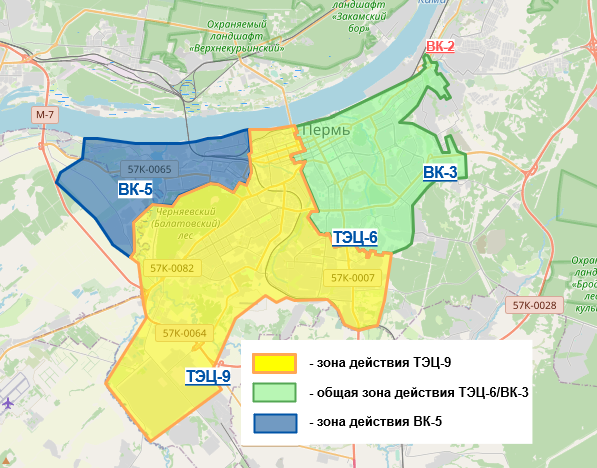 Охраняемый
ландшафт
«Верхнекурьинский»
ландшафт
«Закамский
бор»
Кама
ВК-2
М-7
Пермь
57К-0065
ВК-5
ВК-3
Черняевский
(Балатовский)
лес
ТЭЦ-6
57К-0082
57К-0007
57К-0028
57К-0064
ТЭЦ-9
- зона действия ТЭЦ-9
- общая зона действия ТЭЦ-6/ВК-3
- зона действия ВК-5